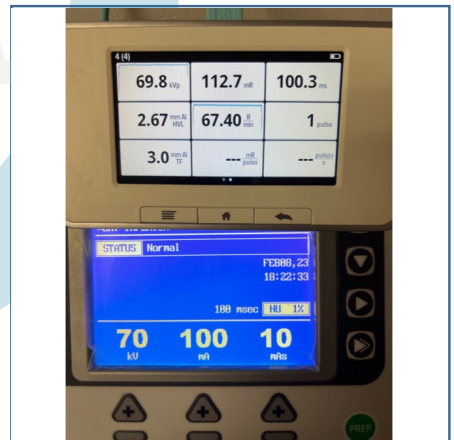 4 (4)
69.8 kVp 112.7 mR 100.3 ms
2.67 mm Al HVL 67.40 R min 1 pulso
3.0 mm Al TF --- mR pulso --- pulsos s
STATUS Normal
FEB08,23
18:22:33
100 msec HU 1%
70 100 10
kV mA mAs
+ + +
PREP